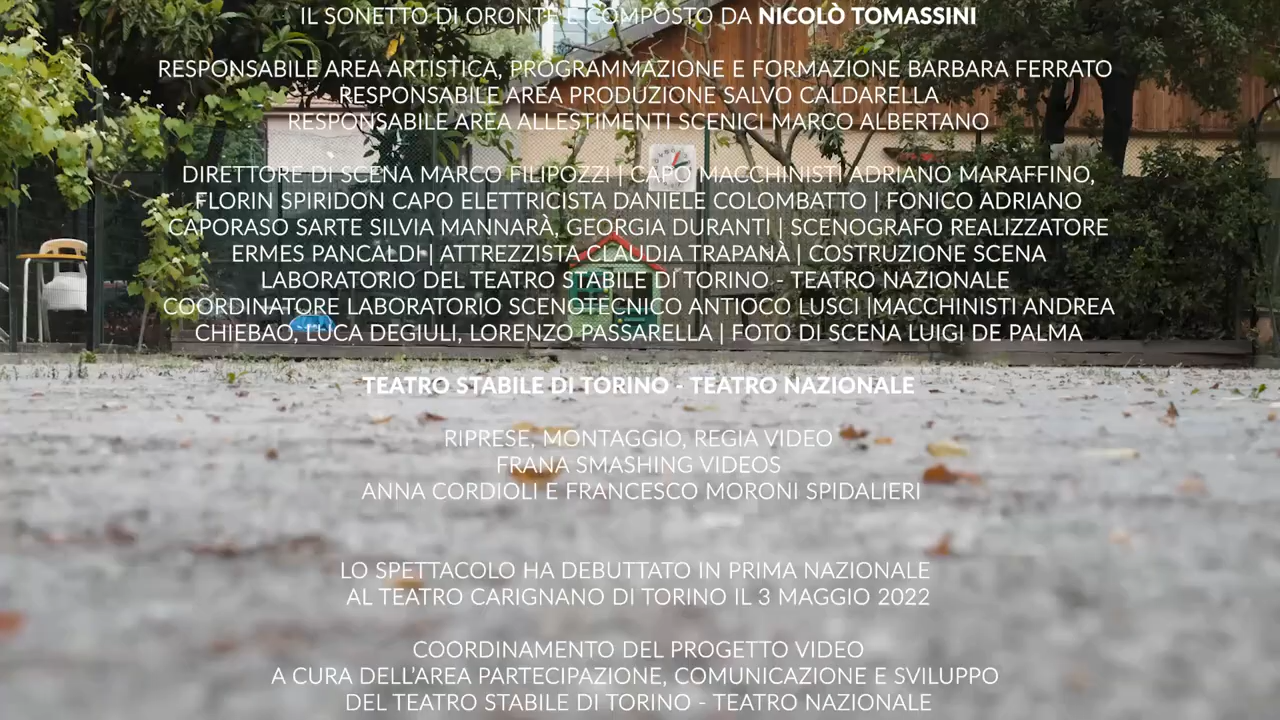 IL SONETTO DI ORONTE È COMPOSTO DA NICOLÒ TOMASSINI
RESPONSABILE AREA ARTISTICA, PROGRAMMAZIONE E FORMAZIONE BARBARA FERRATO
RESPONSABILE AREA PRODUZIONE SALVO CALDARELLA
RESPONSABILE AREA ALLESTIMENTI SCENICI MARCO ALBERTANO
DIRETTORE DI SCENA MARCO FILIPOZZI | CAPO MACCHINISTI ADRIANO MARAFFINO,
FLORIN SPIRIDON CAPO ELETTRICISTA DANIELE COLOMBATTO | FONICO ADRIANO
CAPORASO SARTE SILVIA MANNARÀ, GEORGIA DURANTI | SCENOGRAFO REALIZZATORE
ERMES PANCALDI | ATTREZZISTA CLAUDIA TRAPANÀ | COSTRUZIONE SCENA
LABORATORIO DEL TEATRO STABILE DI TORINO - TEATRO NAZIONALE
COORDINATORE LABORATORIO SCENOTECNICO ANTIOCO LUSCI |MACCHINISTI ANDREA
CHIEBAO, LUCA DEGIULI, LORENZO PASSARELLA | FOTO DI SCENA LUIGI DE PALMA
TEATRO STABILE DI TORINO - TEATRO NAZIONALE
RIPRESE, MONTAGGIO, REGIA VIDEO
FRANA SMASHING VIDEOS
ANNA CORDIOLI E FRANCESCO MORONI SPIDALIERI
LO SPETTACOLO HA DEBUTTATO IN PRIMA NAZIONALE
AL TEATRO CARIGNANO DI TORINO IL 3 MAGGIO 2022
COORDINAMENTO DEL PROGETTO VIDEO
A CURA DELL'AREA PARTECIPAZIONE, COMUNICAZIONE E SVILUPPO
DEL TEATRO STABILE DI TORINO - TEATRO NAZIONALE